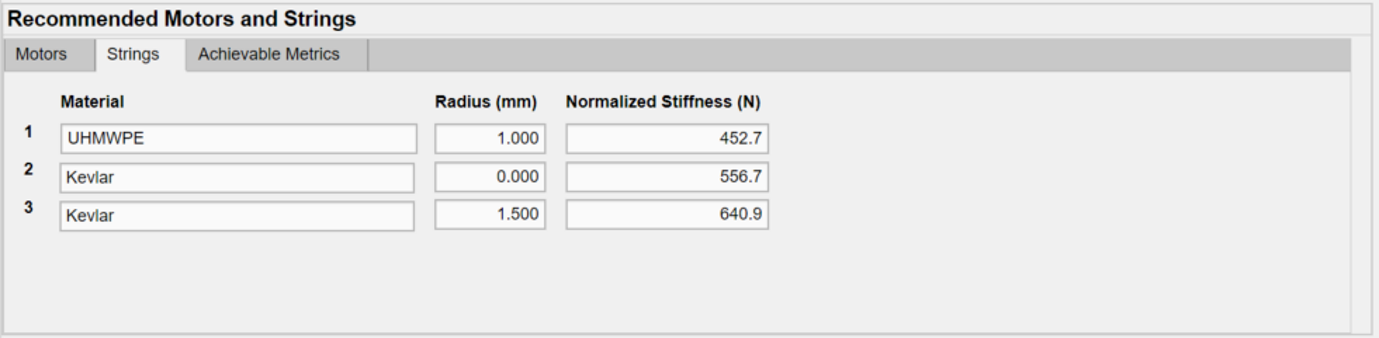 Recommended Motors and Strings
Motors Strings Achievable Metrics
Material Radius (mm) Normalized Stiffness (N)
1 UHMWPE 1.000 452.7
2 Kevlar 0.000 556.7
3 Kevlar 1.500 640.9